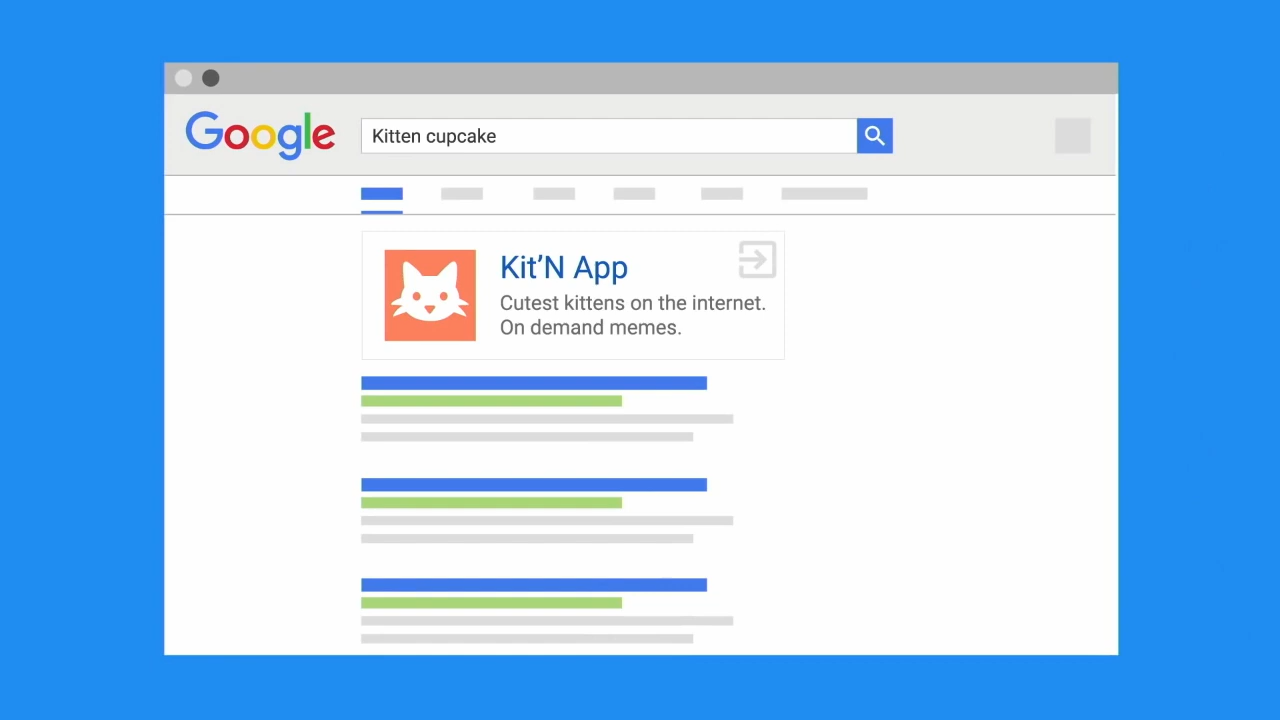 Google
Kitten cupcake
Kit’N App
Cutest kittens on the internet.
On demand memes.